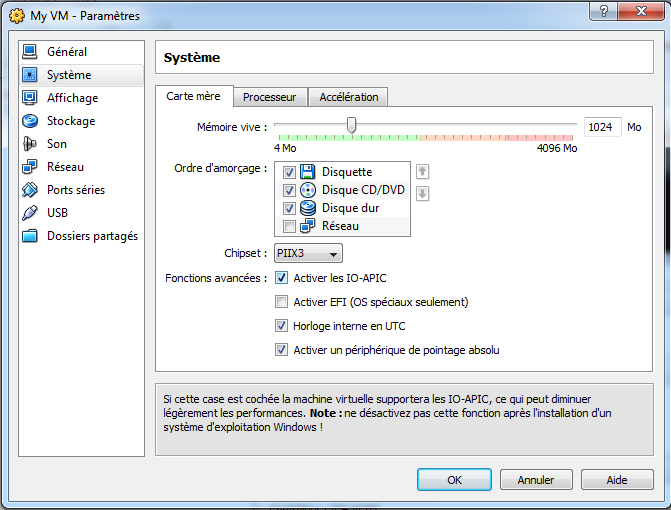 My VM - Paramètres
Général
Système
Affichage
Stockage
Son
Réseau
Ports séries
USB
Dossiers partagés
Système
Carte mère Processeur Accélération
Mémoire vive : 1024 Mo
4 Mo 4096 Mo
Ordre d'amorçage : Disquette
Disque CD/DVD
Disque dur
Réseau
Chipset : PIIX3
Fonctions avancées : Activer les IO-APIC
Activer EFI (OS spéciaux seulement)
Horloge interne en UTC
Activer un périphérique de pointage absolu
Si cette case est cochée la machine virtuelle supportera les IO-APIC, ce qui peut diminuer
légèrement les performances. Note : ne désactivez pas cette fonction après l'installation d'un
système d'exploitation Windows !
OK Annuler Aide